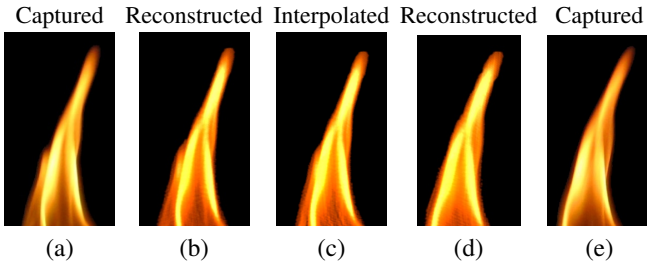 Captured Reconstructed Interpolated Reconstructed Captured
(a) (b) (c) (d) (e)